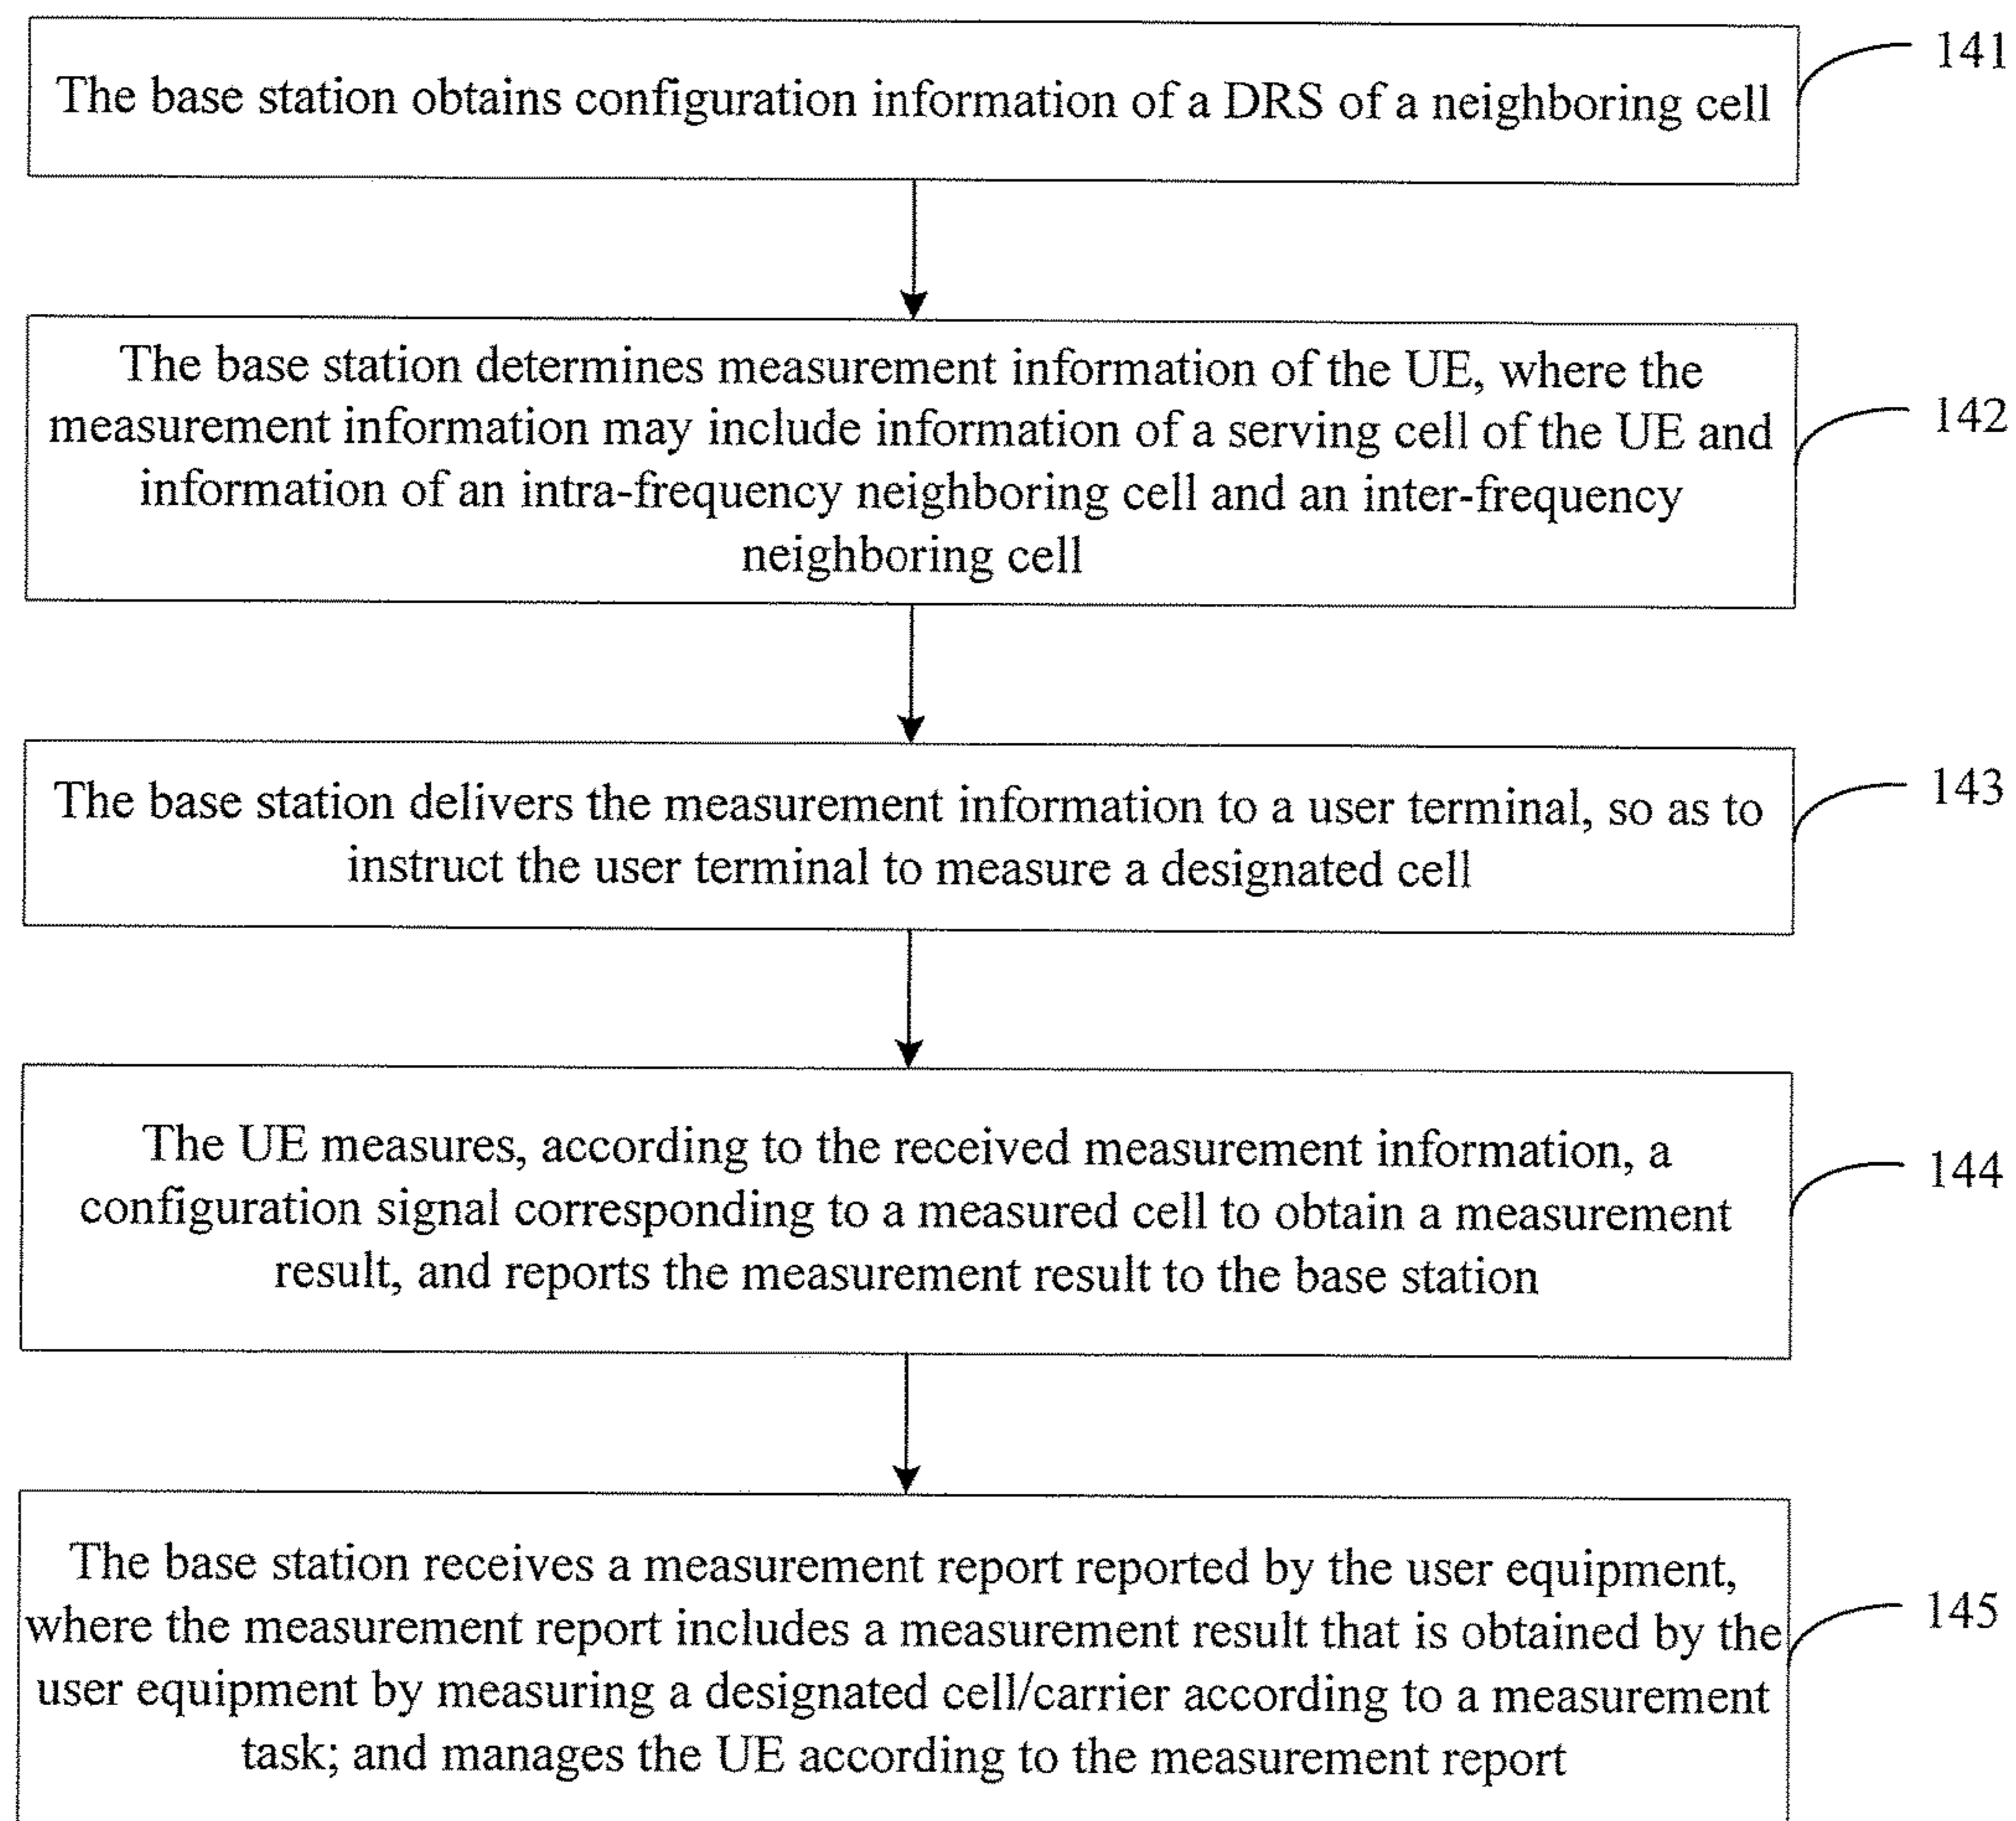 The base station obtains configuration information of a DRS of a neighboring cell
141
The base station determines measurement information of the UE, where the
measurement information may include information of a serving cell of the UE and
information of an intra-frequency neighboring cell and an inter-frequency
neighboring cell
142
The base station delivers the measurement information to a user terminal, so as to
instruct the user terminal to measure a designated cell
143
The UE measures, according to the received measurement information, a
configuration signal corresponding to a measured cell to obtain a measurement
result, and reports the measurement result to the base station
144
The base station receives a measurement report reported by the user equipment,
where the measurement report includes a measurement result that is obtained by the
user equipment by measuring a designated cell/carrier according to a measurement
task; and manages the UE according to the measurement report
145